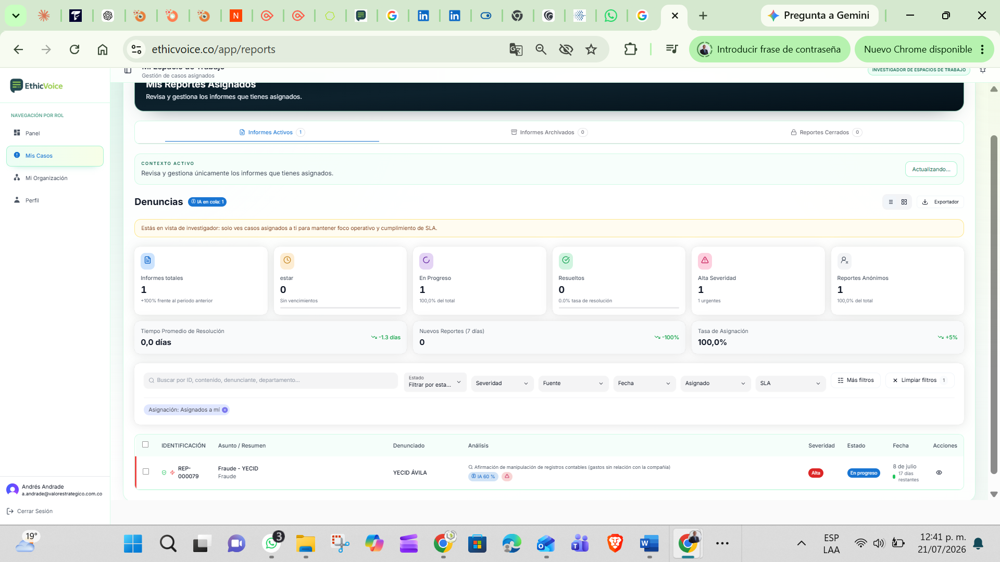 Pregunta a Gemini
ethicvoice.co/app/reports
Introducir frase de contraseña
Nuevo Chrome disponible
Mi Espacio de Trabajo
Gestión de casos asignados
INVESTIGADOR DE ESPACIOS DE TRABAJO
EthicVoice
NAVEGACIÓN POR ROL
Panel
Mis Casos
Mi Organización
Perfil
Mis Reportes Asignados
Revisa y gestiona los informes que tienes asignados.
Informes Activos 1
Informes Archivados 0
Reportes Cerrados 0
CONTEXTO ACTIVO
Revisa y gestiona únicamente los informes que tienes asignados.
Actualizando...
Denuncias
IA en cola: 1
Exportador
Estás en vista de investigador: solo ves casos asignados a ti para mantener foco operativo y cumplimiento de SLA.
Informes totales
1
+100% frente al periodo anterior
estar
0
Sin vencimientos
En Progreso
1
100,0% del total
Resueltos
0
0.0% tasa de resolución
Alta Severidad
1
1 urgentes
Reportes Anónimos
1
100,0% del total
Tiempo Promedio de Resolución
0,0 días
-1.3 días
Nuevos Reportes (7 días)
0
-100%
Tasa de Asignación
100,0%
+5%
Buscar por ID, contenido, denunciante, departamento...
Estado
Filtrar por esta...
Severidad
Fuente
Fecha
Asignado
SLA
Más filtros
Limpiar filtros 1
Asignación: Asignados a mí
IDENTIFICACIÓN
Asunto / Resumen
Denunciado
Análisis
Severidad
Estado
Fecha
Acciones
REP-
000079
Fraude - YECID
Fraude
YECID ÁVILA
Afirmación de manipulación de registros contables (gastos sin relación con la compañía)
IA 60 %
Alta
En progreso
8 de julio
17 días
restantes
Andrés Andrade
a.andrade@valorestrategico.com.co
Cerrar Sesión
19°
3
ESP
LAA
12:41 p. m.
21/07/2026